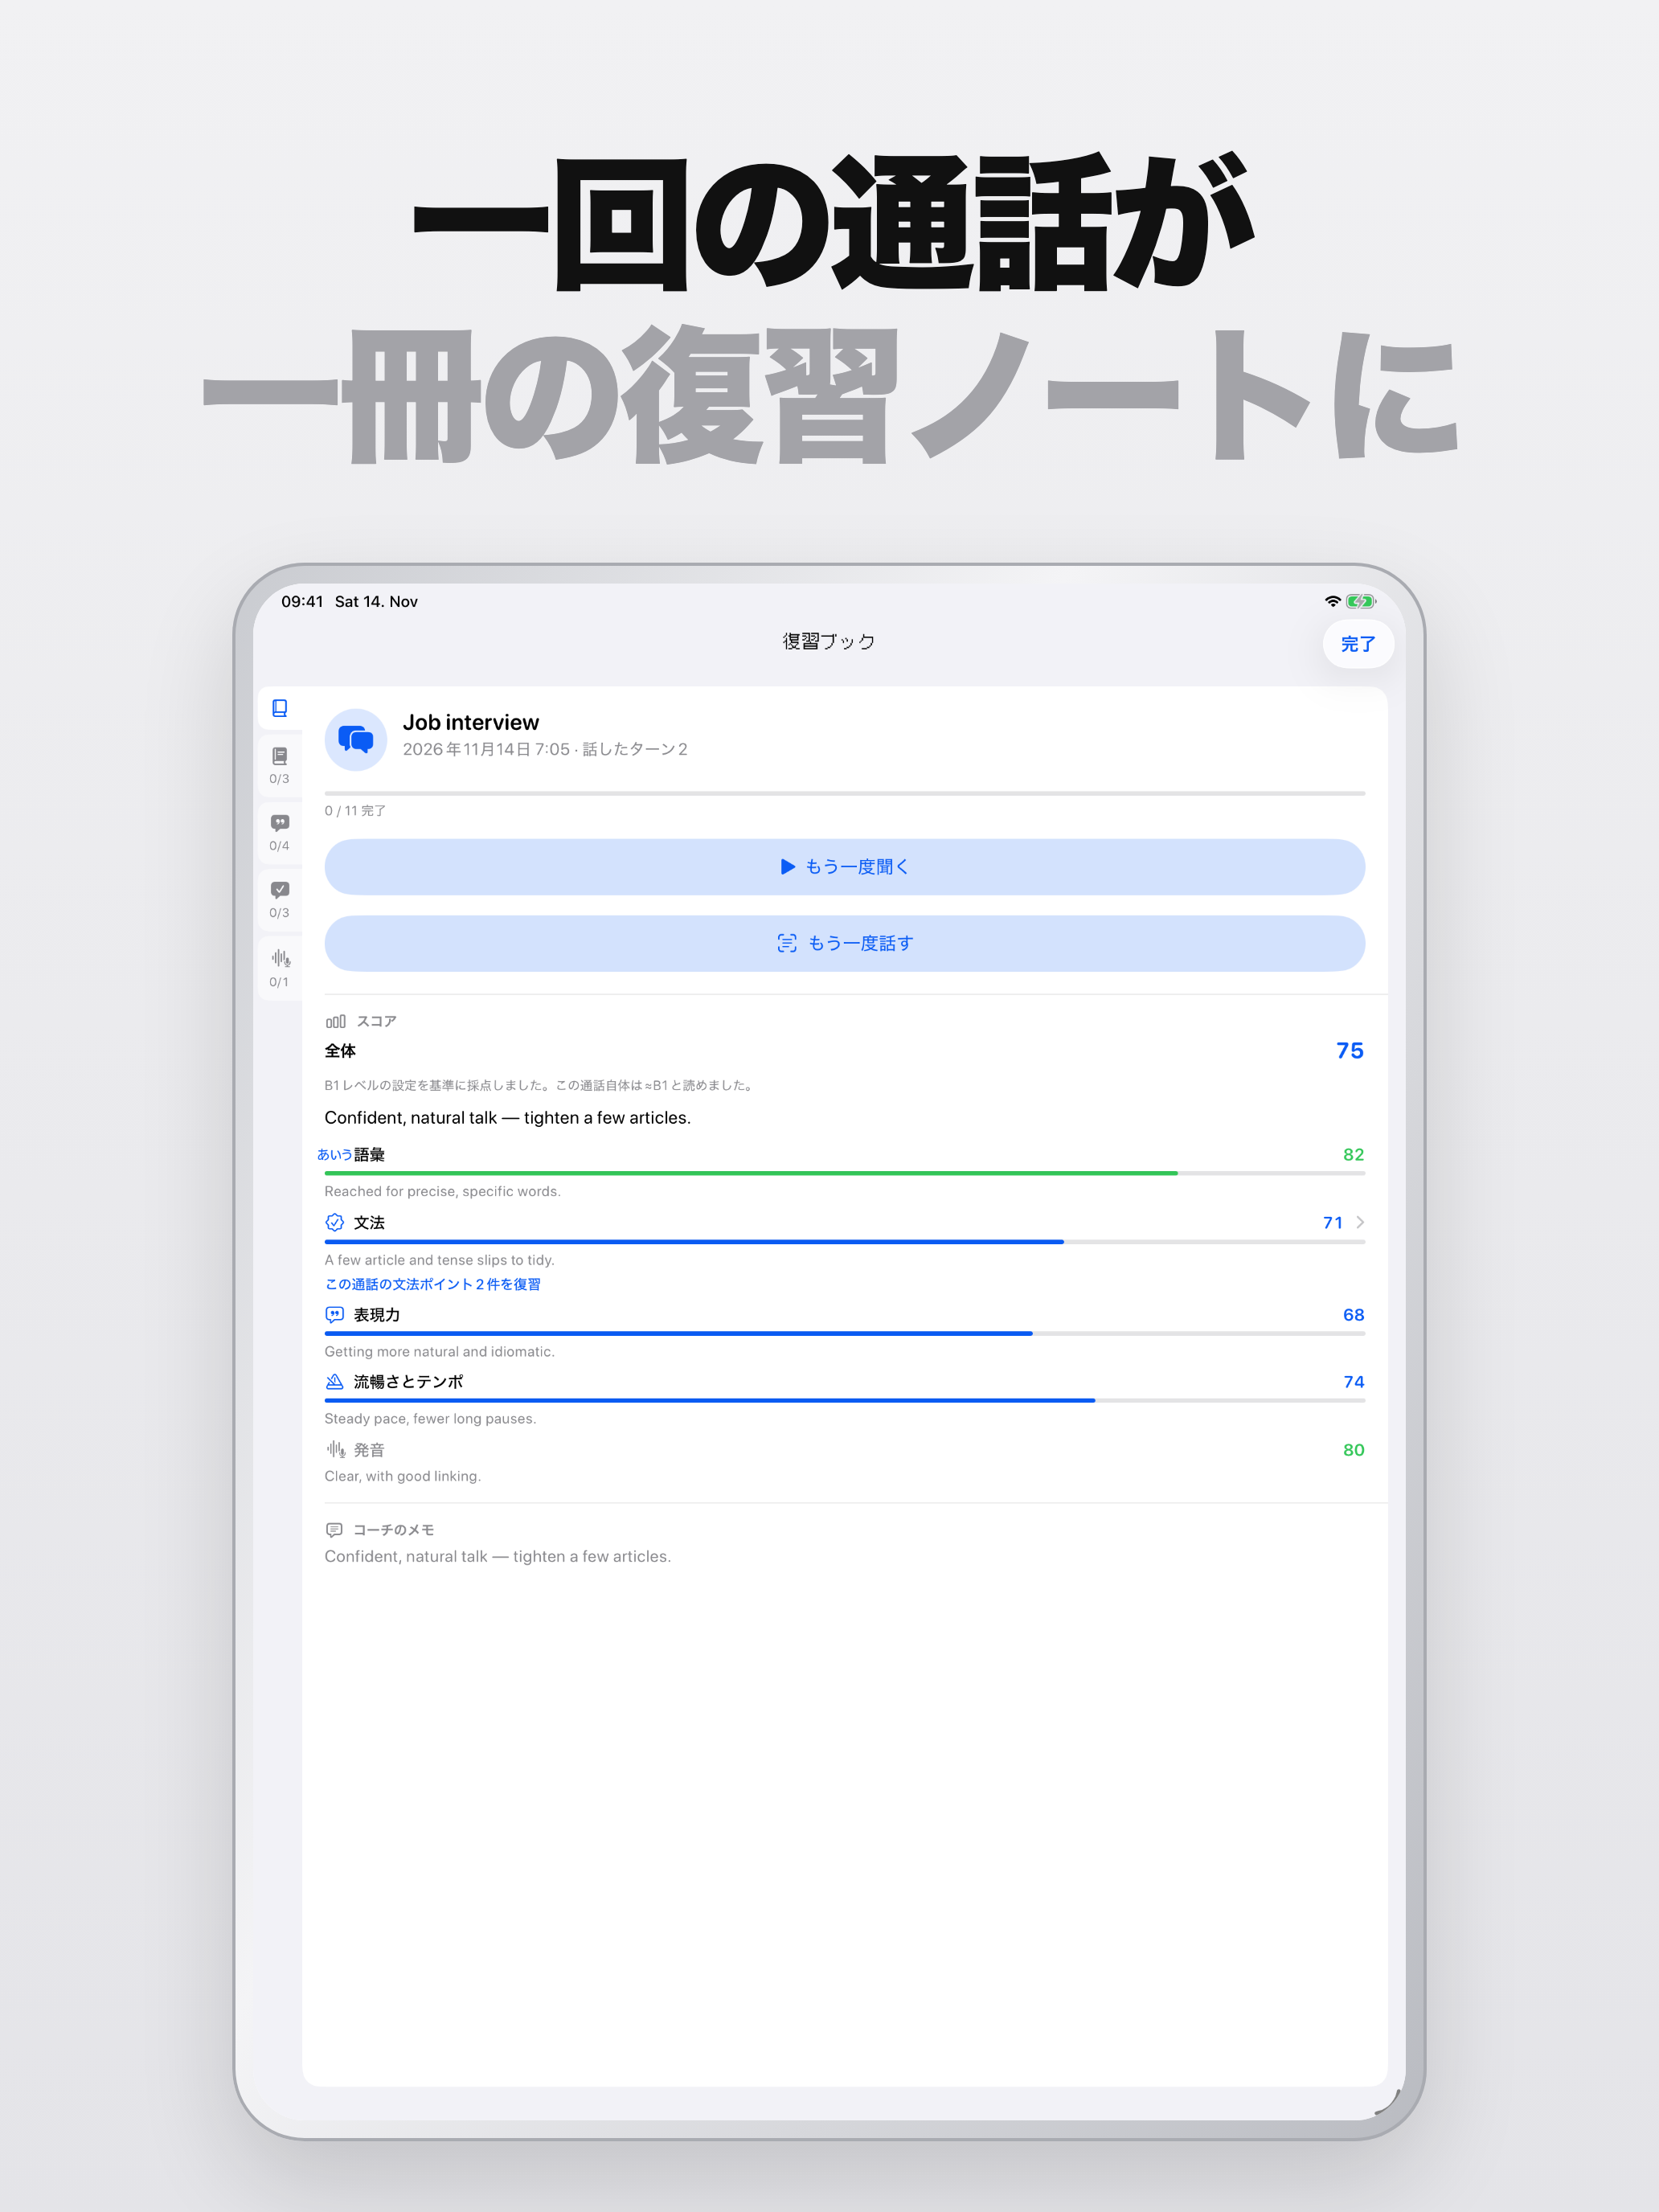 一回の通話が
一冊の復習ノートに
09:41 Sat 14. Nov
復習ブック
完了
Job interview
2026年11月14日 7:05 · 話したターン 2
0/3
0/4
0/3
0/1
0 / 11 完了
もう一度聞く
もう一度話す
スコア
全体 75
B1レベルの設定を基準に採点しました。この通話自体は≈B1と読めました。
Confident, natural talk — tighten a few articles.
あいう 語彙 82
Reached for precise, specific words.
文法 71
A few article and tense slips to tidy.
この通話の文法ポイント2件を復習
表現力 68
Getting more natural and idiomatic.
流暢さとテンポ 74
Steady pace, fewer long pauses.
発音 80
Clear, with good linking.
コーチのメモ
Confident, natural talk — tighten a few articles.